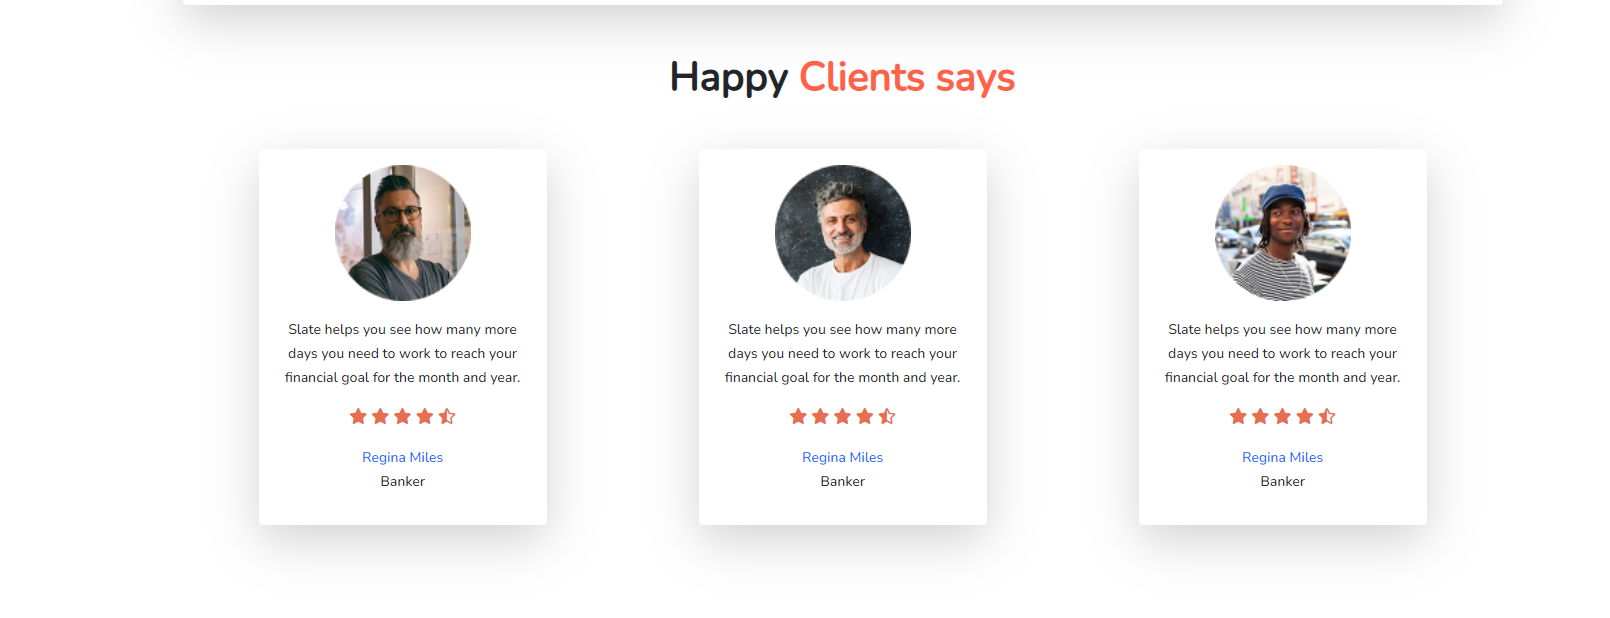 Happy Clients says
Slate helps you see how many more
days you need to work to reach your
financial goal for the month and year.
Regina Miles
Banker
Slate helps you see how many more
days you need to work to reach your
financial goal for the month and year.
Regina Miles
Banker
Slate helps you see how many more
days you need to work to reach your
financial goal for the month and year.
Regina Miles
Banker